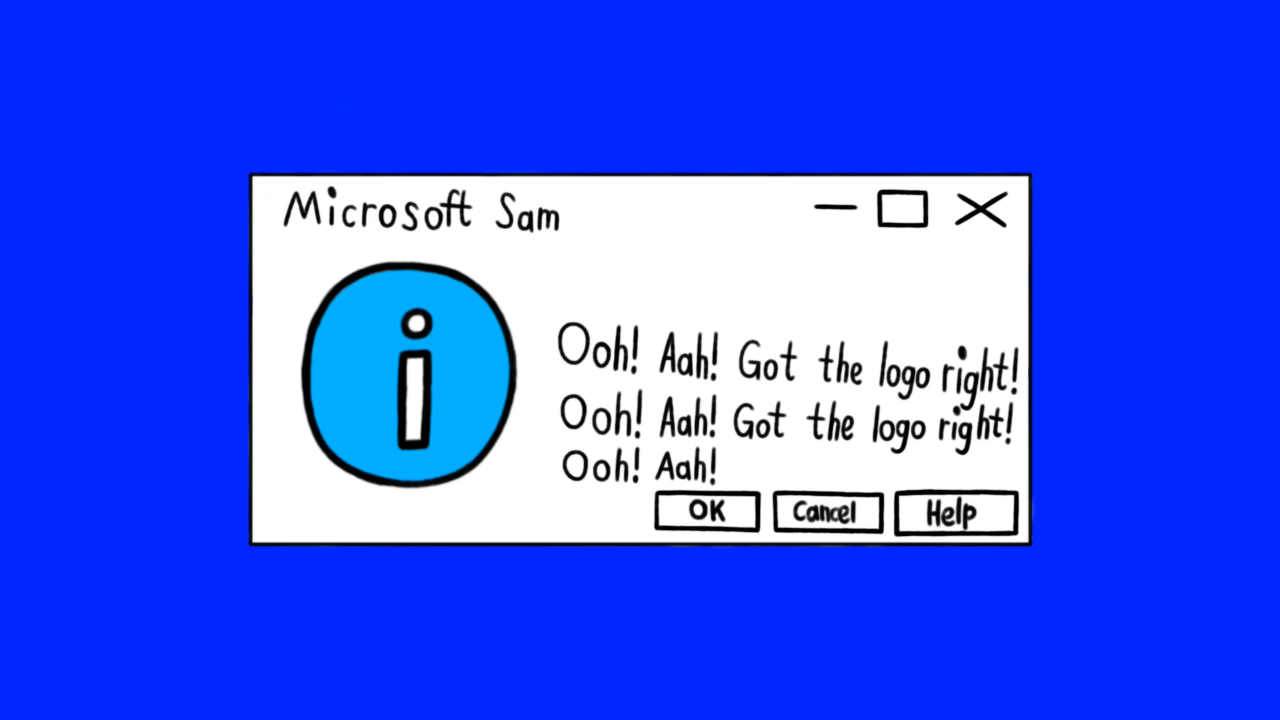 Microsoft Sam
i
Ooh! Aah! Got the logo right!
Ooh! Aah! Got the logo right!
Ooh! Aah!
OK Cancel Help